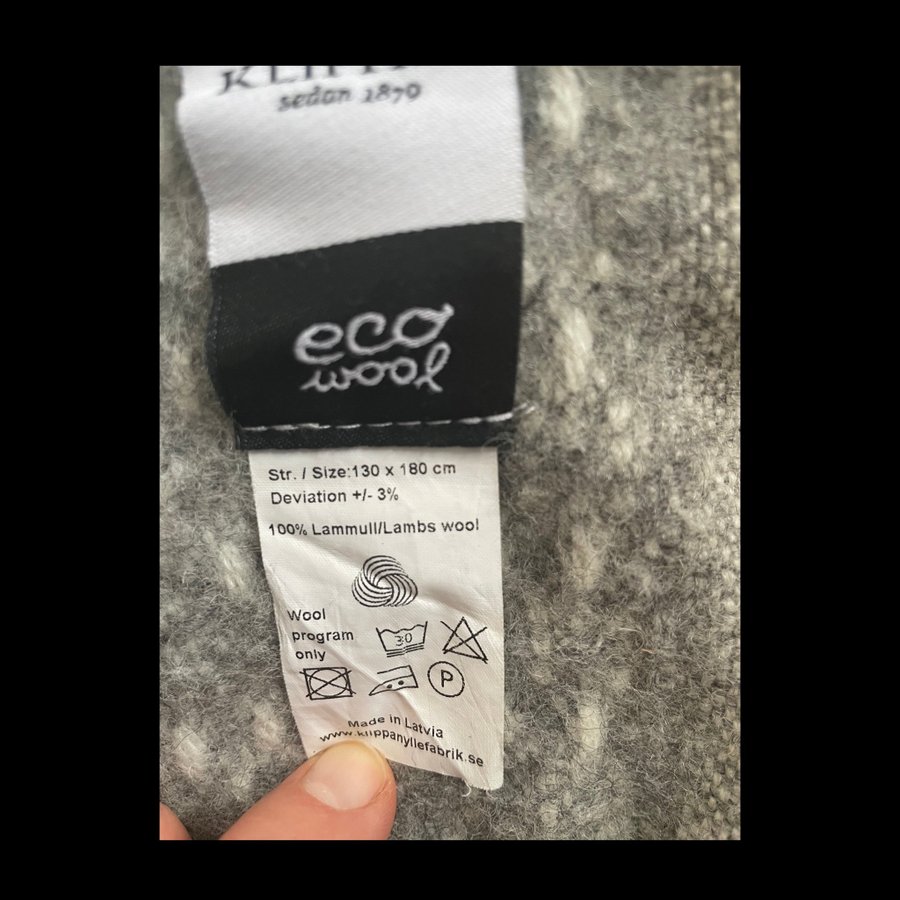 sedan 1879
eco
wool
Str. / Size:130 x 180 cm
Deviation +/- 3%
100% Lammull/Lambs wool
Wool
program
only
30
P
Made in Latvia
www.klippanyllefabrik.se